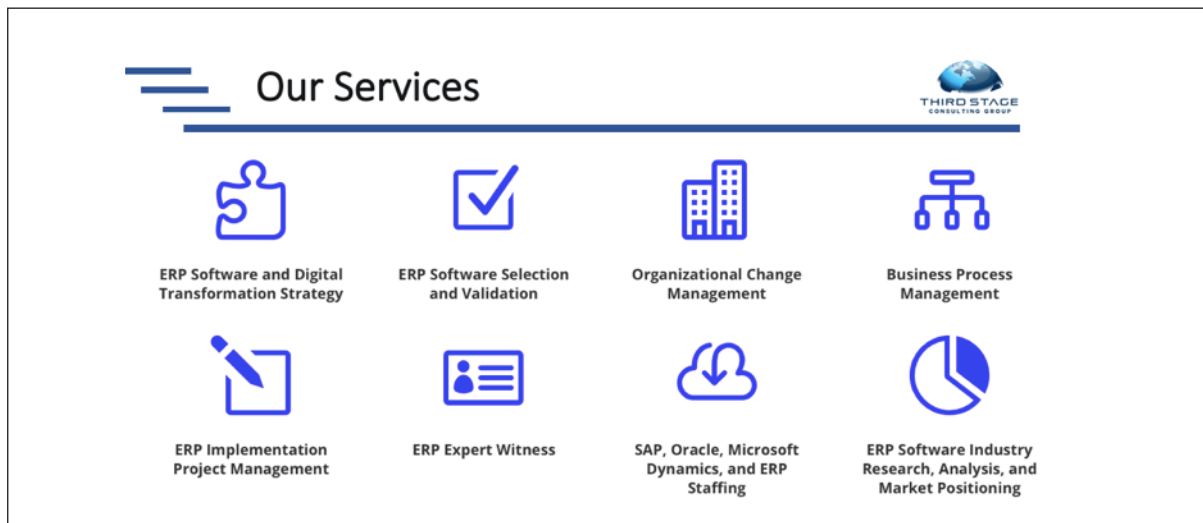 Our Services
THIRD STAGE
CONSULTING GROUP
ERP Software and Digital
Transformation Strategy
ERP Software Selection
and Validation
Organizational Change
Management
Business Process
Management
ERP Implementation
Project Management
ERP Expert Witness
SAP, Oracle, Microsoft
Dynamics, and ERP
Staffing
ERP Software Industry
Research, Analysis, and
Market Positioning